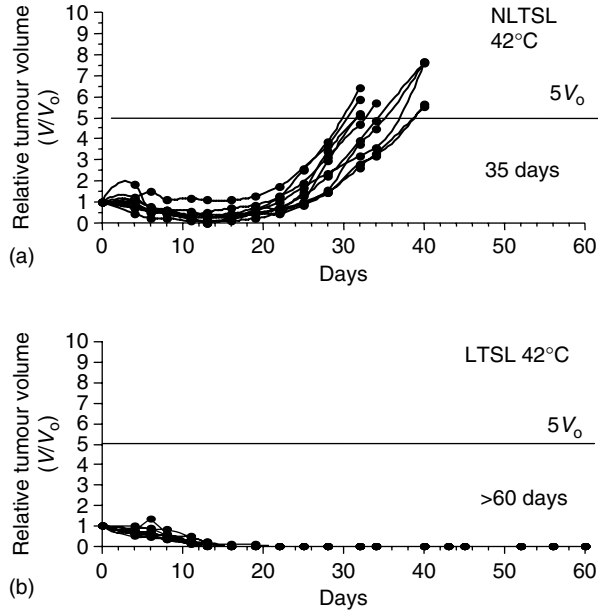 NLTSL
42°C
Relative tumour volume
(V/Vo)
10
9
8
7
6
5
4
3
2
1
0
5Vo
35 days
0 10 20 30 40 50 60
Days
(a)
LTSL 42°C
Relative tumour volume
(V/Vo)
10
9
8
7
6
5
4
3
2
1
0
5Vo
>60 days
0 10 20 30 40 50 60
Days
(b)